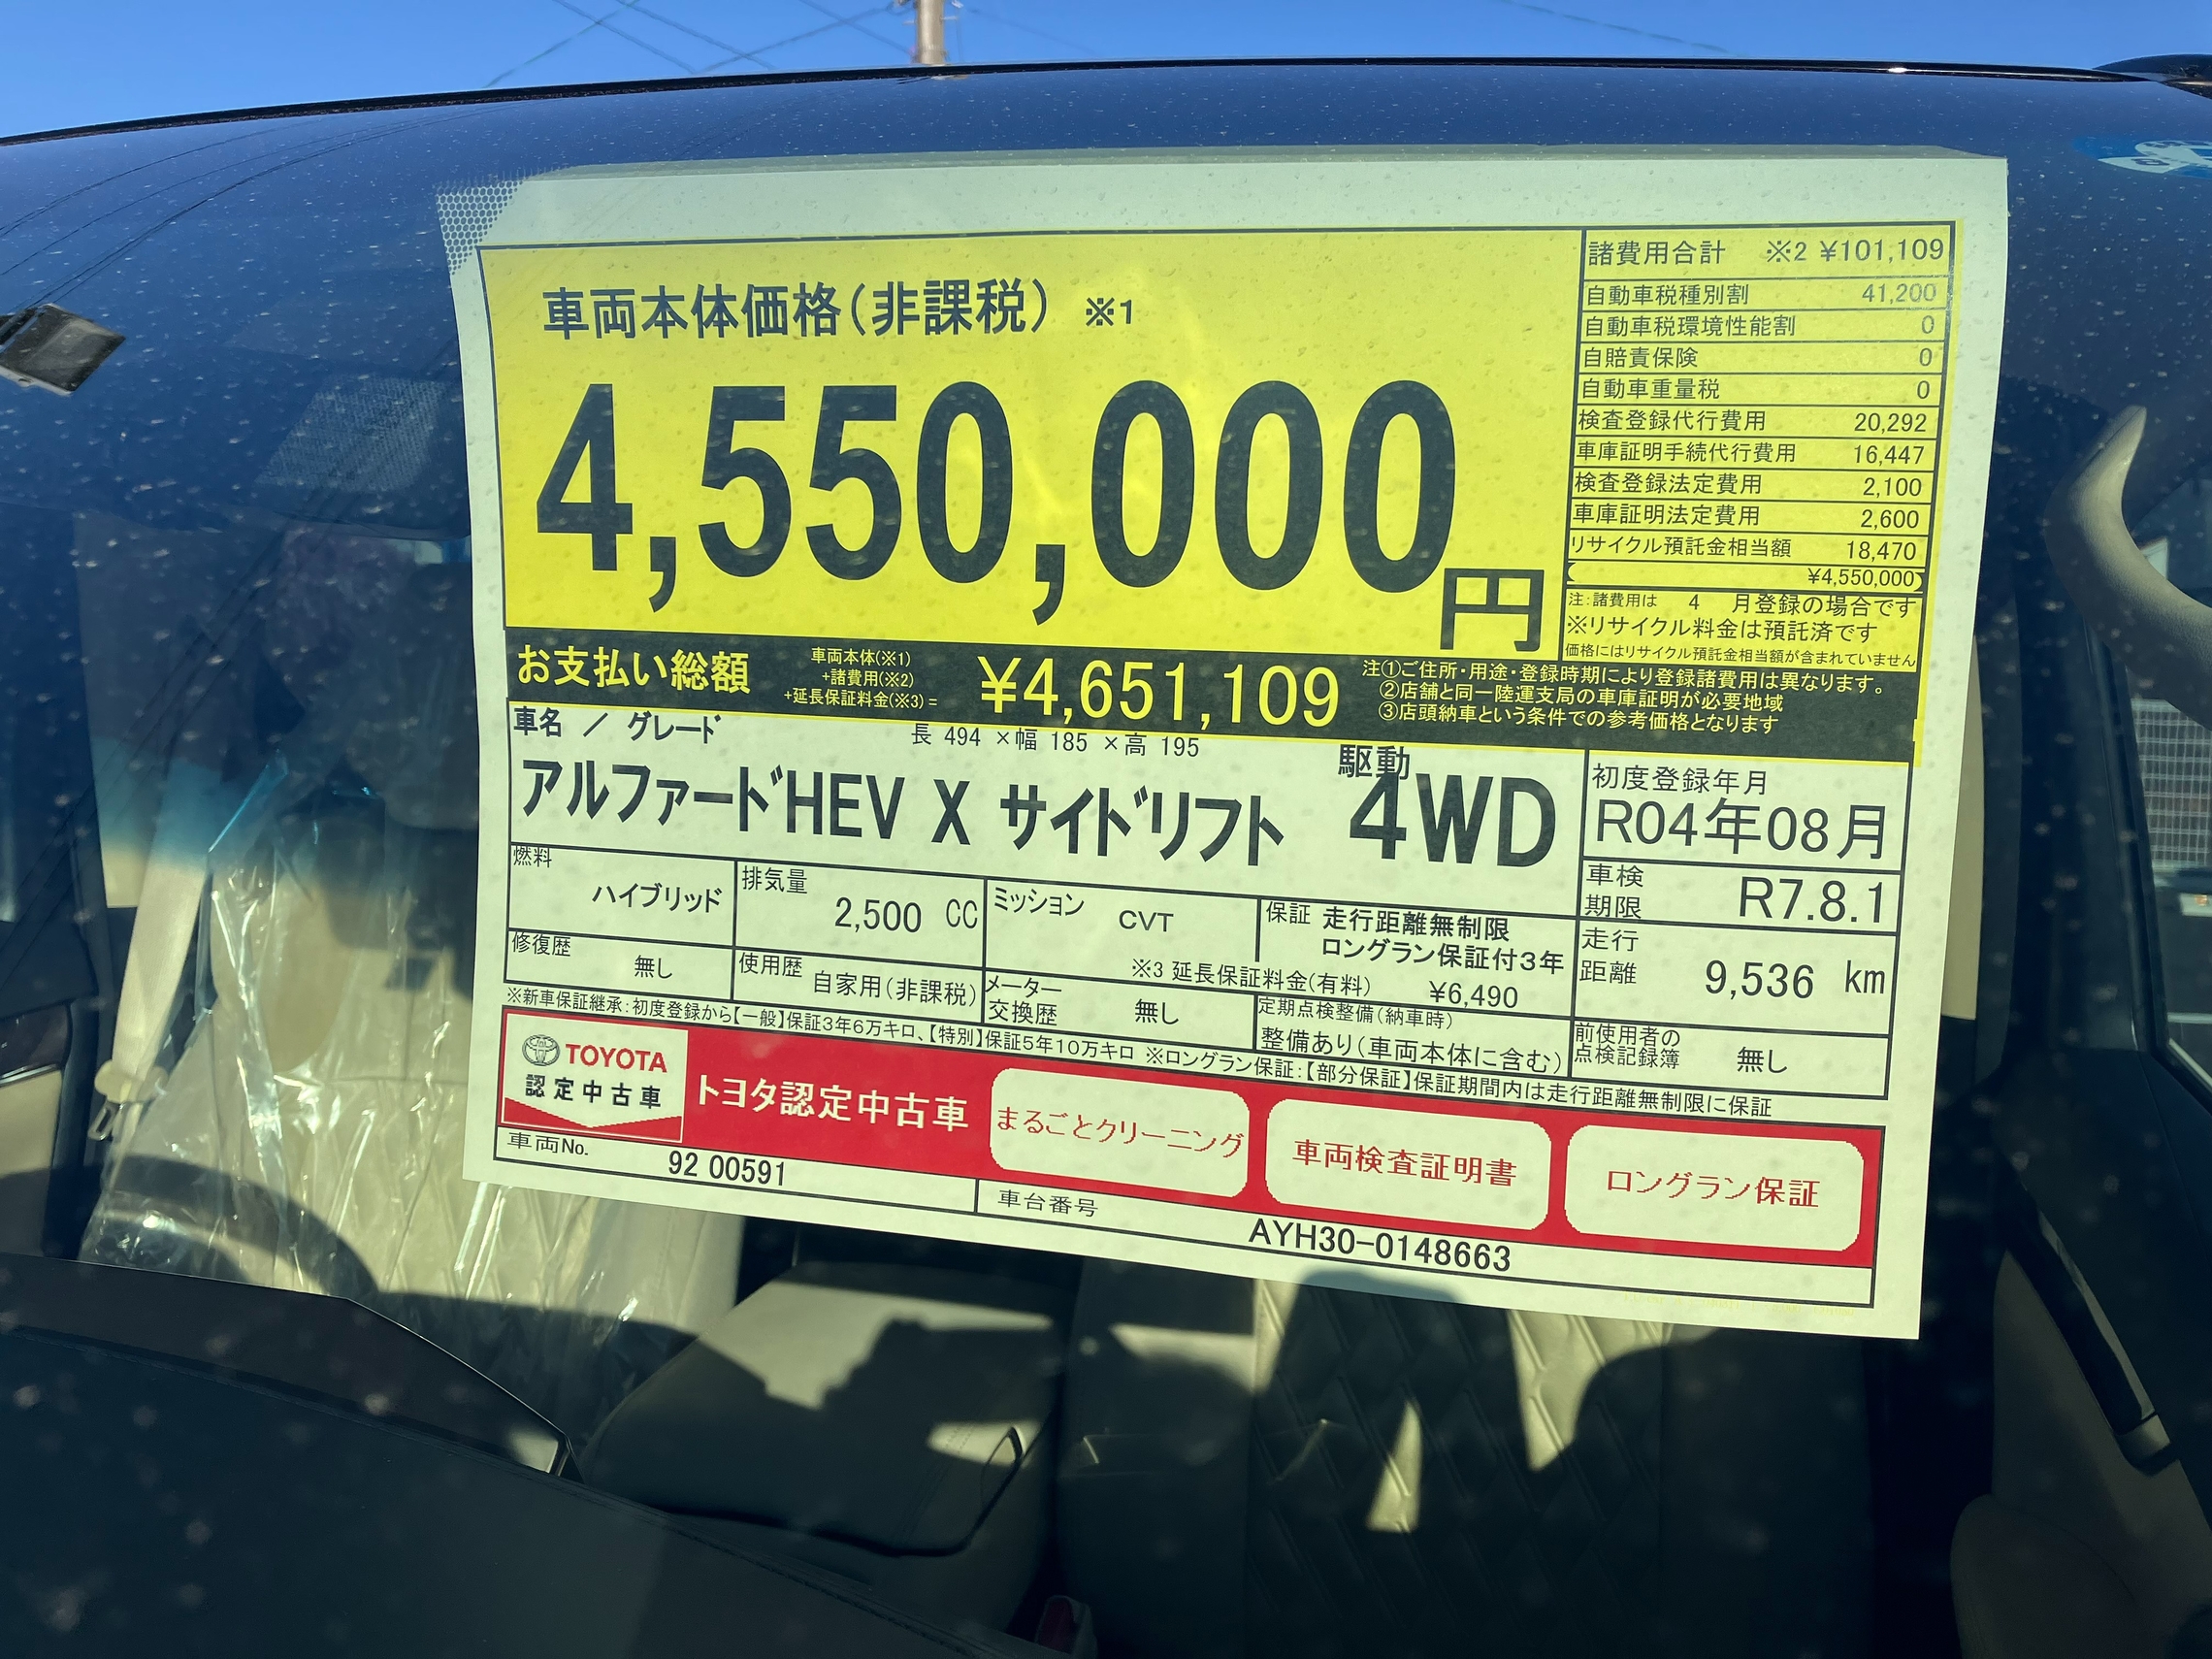 車両本体価格(非課税) ※1
4,550,000円
諸費用合計 ※2 ¥101,109
自動車税種別割 41,200
自動車税環境性能割 0
自賠責保険 0
自動車重量税 0
検査登録代行費用 20,292
車庫証明手続代行費用 16,447
検査登録法定費用 2,100
車庫証明法定費用 2,600
リサイクル預託金相当額 18,470
¥4,550,000
注:諸費用は 4 月登録の場合です
※リサイクル料金は預託済です
価格にはリサイクル預託金相当額が含まれていません
お支払い総額
車両本体(※1)
+諸費用(※2)
+延長保証料金(※3)=
¥4,651,109
注①ご住所・用途・登録時期により登録諸費用は異なります。
②店舗と同一陸運支局の車庫証明が必要地域
③店頭納車という条件での参考価格となります
車名 / グレード
長 494 ×幅 185 ×高 195
アルファードHEV X サイドリフト
駆動
4WD
初度登録年月
R04年08月
燃料
ハイブリッド
排気量
2,500 CC
ミッション
CVT
保証 走行距離無制限
ロングラン保証付3年
※3 延長保証料金(有料) ¥6,490
車検
期限
R7.8.1
走行
距離
9,536 km
修復歴
無し
使用歴
自家用(非課税)
メーター
交換歴
無し
定期点検整備(納車時)
整備あり(車両本体に含む)
前使用者の
点検記録簿
無し
※新車保証継承:初度登録から【一般】保証3年6万キロ、【特別】保証5年10万キロ ※ロングラン保証:【部分保証】保証期間内は走行距離無制限に保証
TOYOTA
認定中古車
トヨタ認定中古車
まるごとクリーニング
車両検査証明書
ロングラン保証
車両No.
92 00591
車台番号
AYH30-0148663